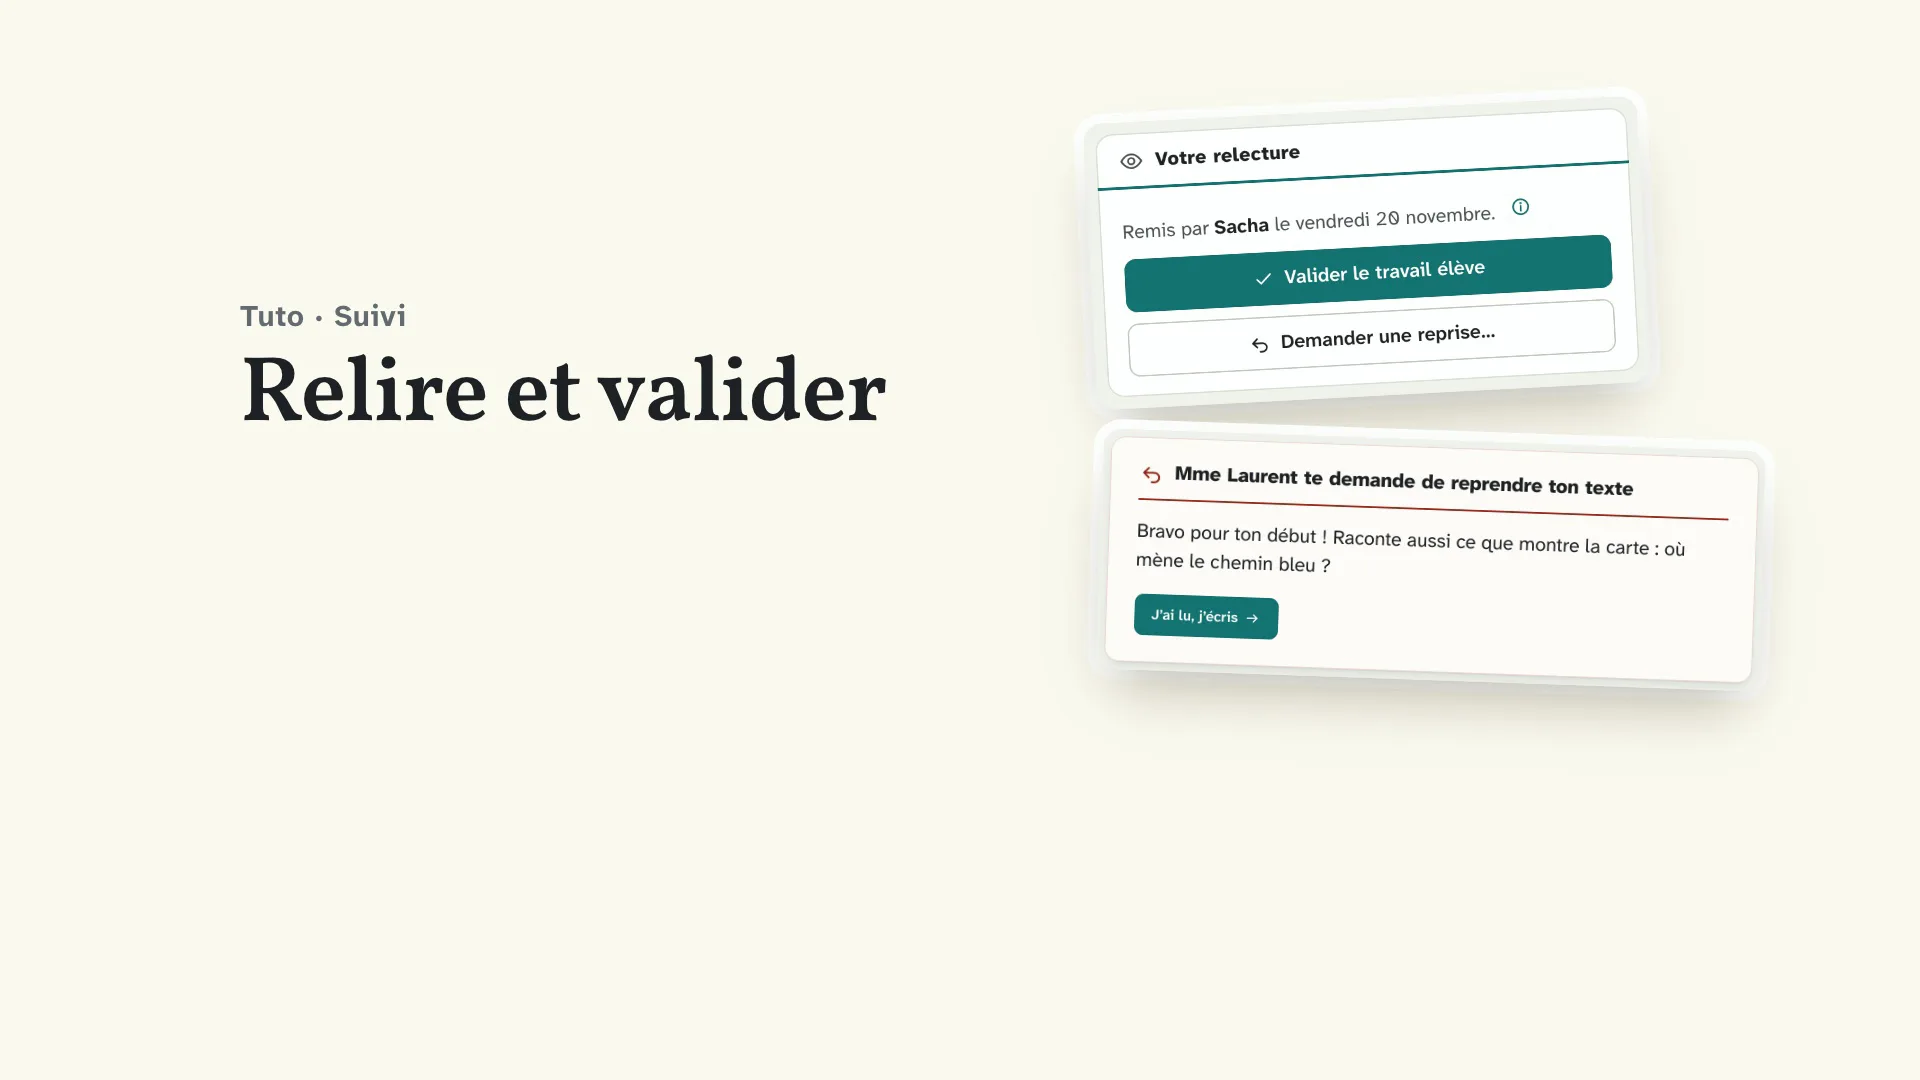 Tuto · Suivi
Relire et valider
Votre relecture
Remis par Sacha le vendredi 20 novembre.
Valider le travail élève
Demander une reprise...
Mme Laurent te demande de reprendre ton texte
Bravo pour ton début ! Raconte aussi ce que montre la carte : où
mène le chemin bleu ?
J'ai lu, j'écris →